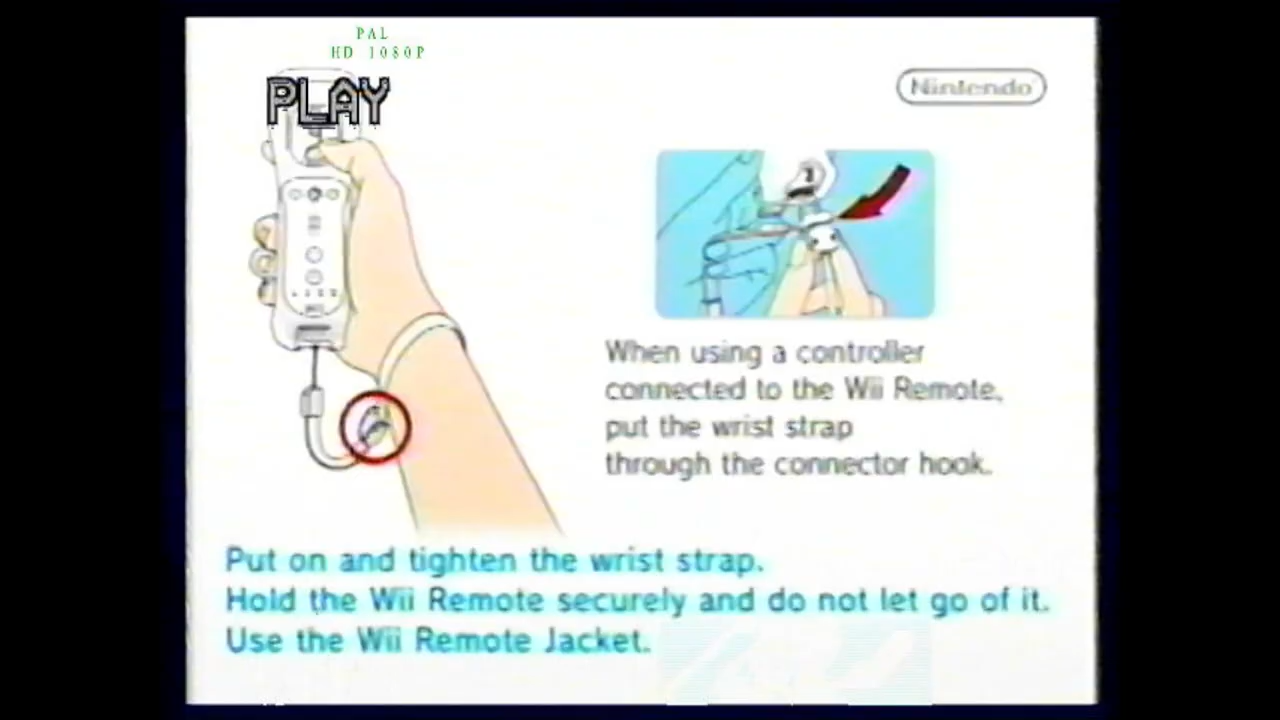 PAL
HD 1080P
PLAY
Nintendo
When using a controller
connected to the Wii Remote,
put the wrist strap
through the connector hook.
Put on and tighten the wrist strap.
Hold the Wii Remote securely and do not let go of it.
Use the Wii Remote Jacket.